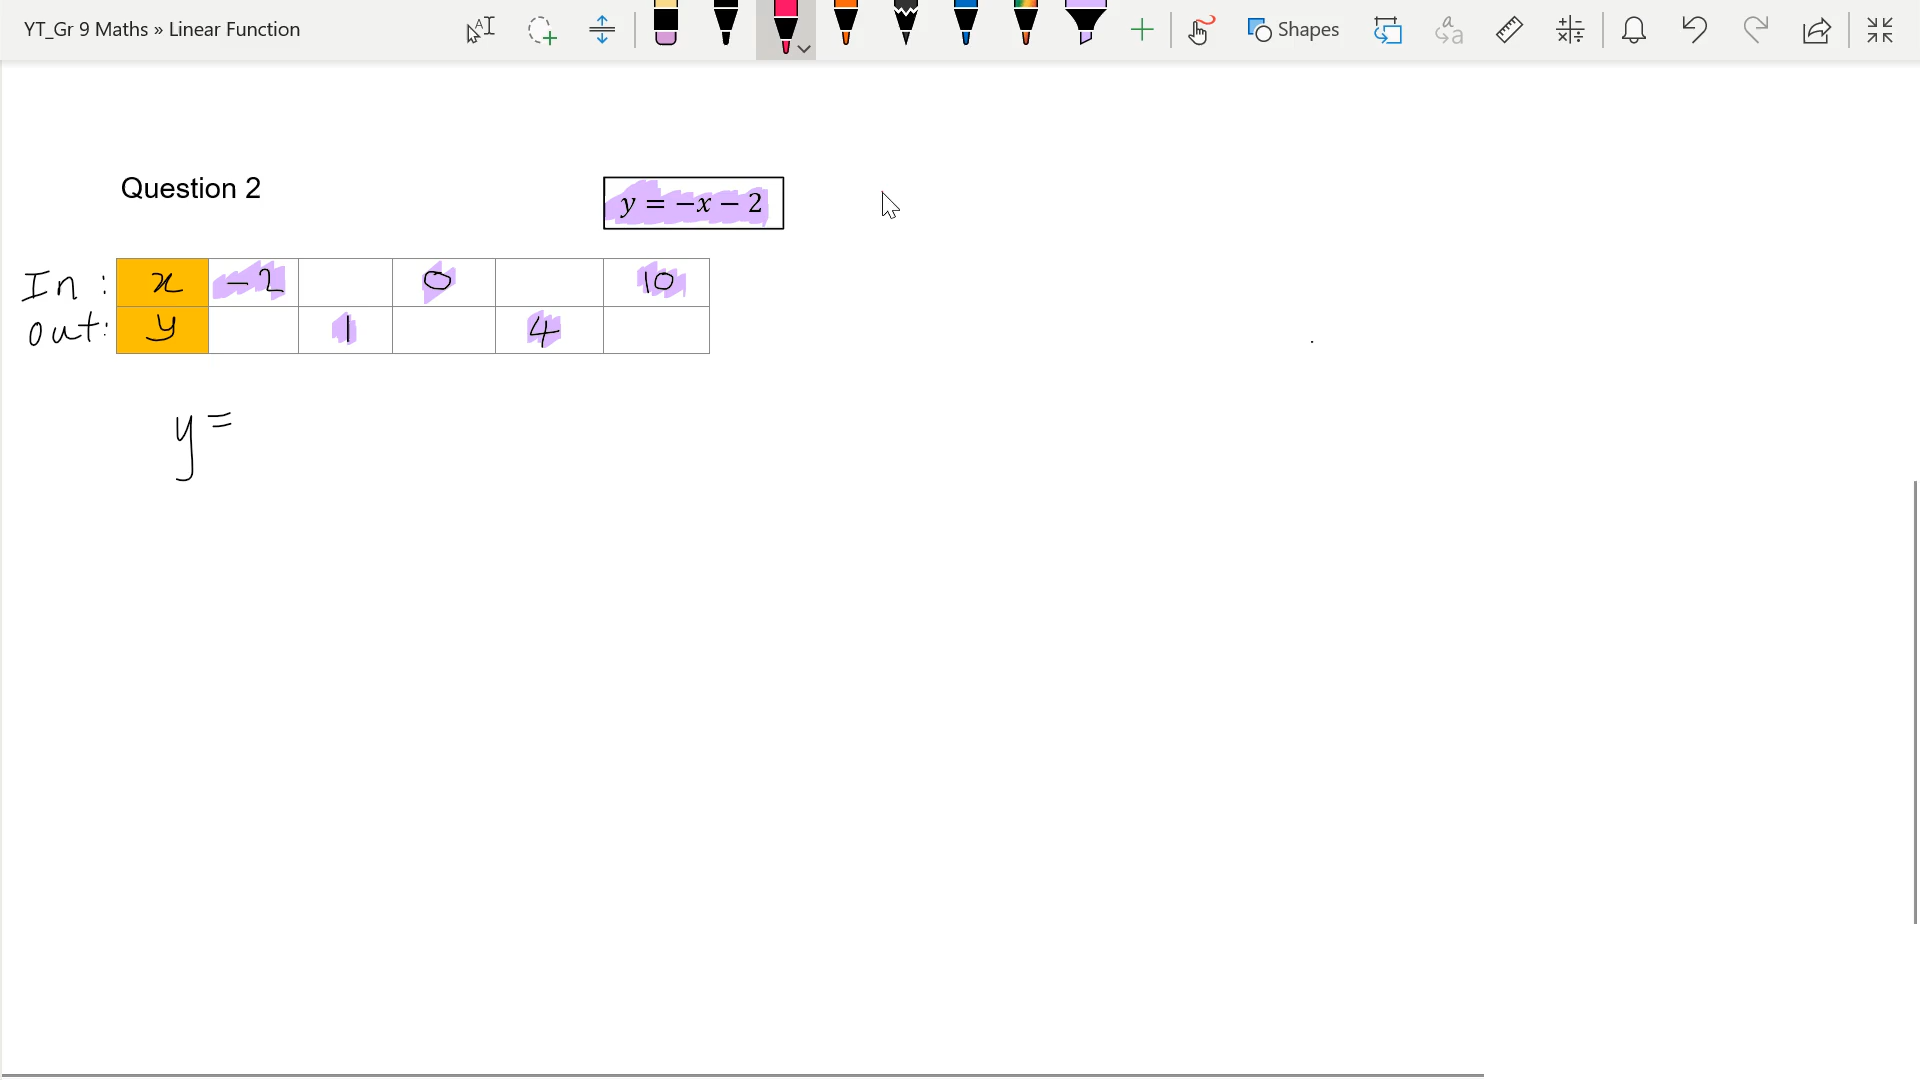 YT_Gr 9 Maths » Linear Function
Shapes
Question 2
y = −x − 2
In : x −2 0 10
out: y 1 4
y =